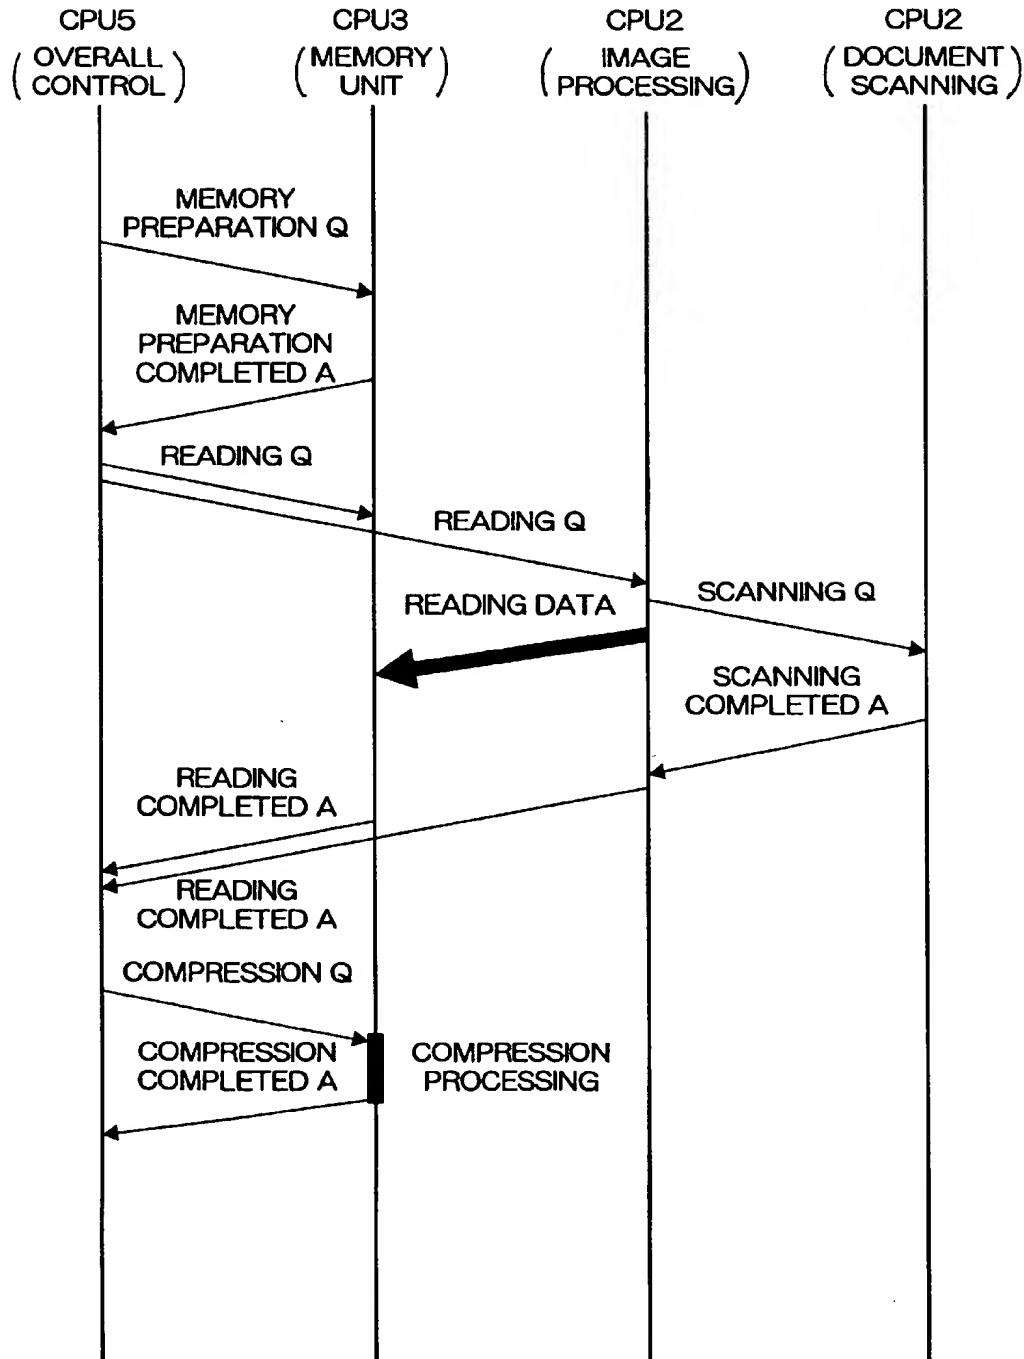 CPU5
(OVERALL
CONTROL)
CPU3
(MEMORY
UNIT)
CPU2
(IMAGE
PROCESSING)
CPU2
(DOCUMENT
SCANNING)
MEMORY
PREPARATION Q
MEMORY
PREPARATION
COMPLETED A
READING Q
READING Q
SCANNING Q
READING DATA
SCANNING
COMPLETED A
READING
COMPLETED A
READING
COMPLETED A
COMPRESSION Q
COMPRESSION
COMPLETED A
COMPRESSION
PROCESSING